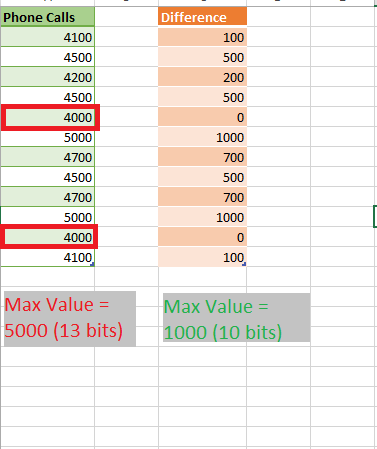 Phone Calls Difference
4100 100
4500 500
4200 200
4500 500
4000 0
5000 1000
4700 700
4500 500
4700 700
5000 1000
4000 0
4100 100
Max Value =
5000 (13 bits)
Max Value =
1000 (10 bits)